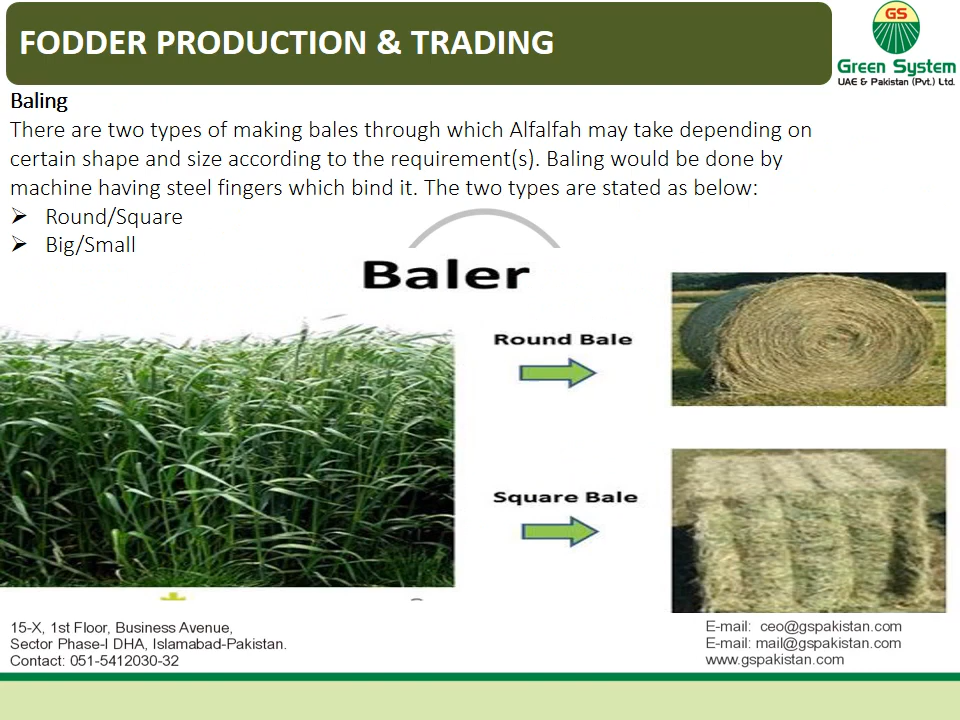 FODDER PRODUCTION & TRADING
GS
Green System
UAE & Pakistan (Pvt.) Ltd.
Baling
There are two types of making bales through which Alfalfah may take depending on
certain shape and size according to the requirement(s). Baling would be done by
machine having steel fingers which bind it. The two types are stated as below:
➢ Round/Square
➢ Big/Small
Baler
Round Bale
Square Bale
15-X, 1st Floor, Business Avenue,
Sector Phase-I DHA, Islamabad-Pakistan.
Contact: 051-5412030-32
E-mail: ceo@gspakistan.com
E-mail: mail@gspakistan.com
www.gspakistan.com